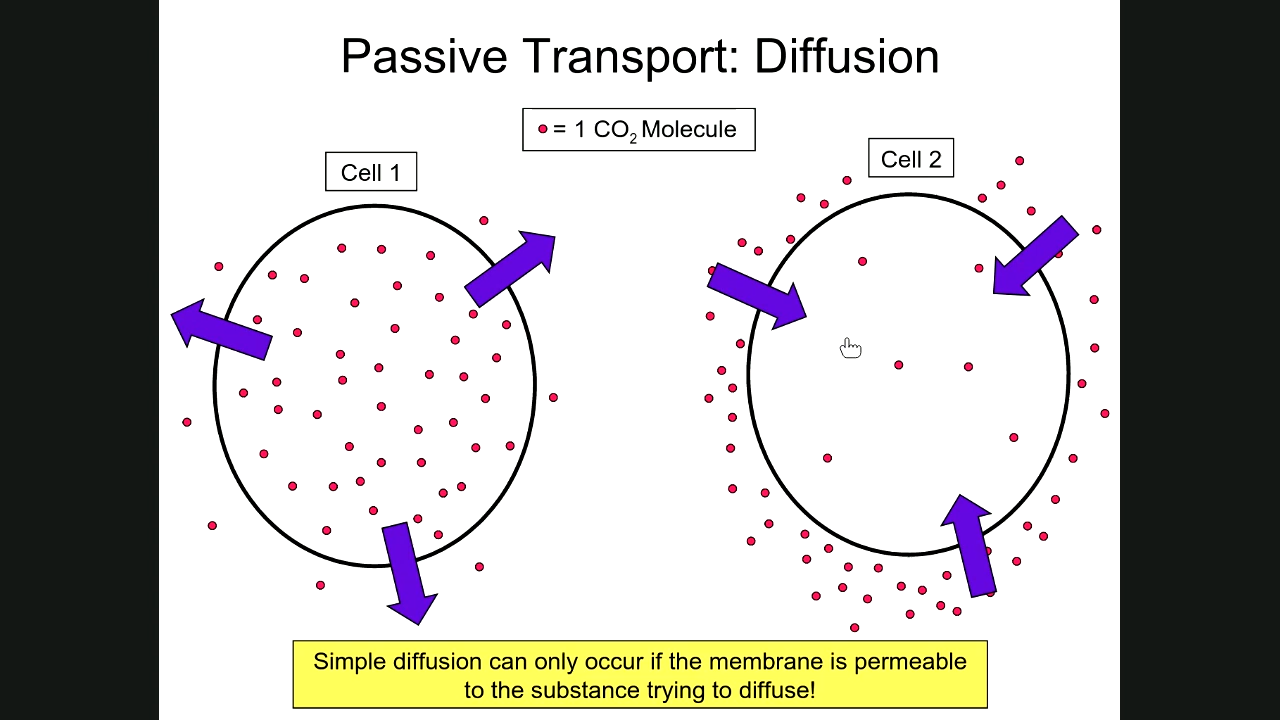 Passive Transport: Diffusion
= 1 CO₂ Molecule
Cell 1
Cell 2
Simple diffusion can only occur if the membrane is permeable
to the substance trying to diffuse!